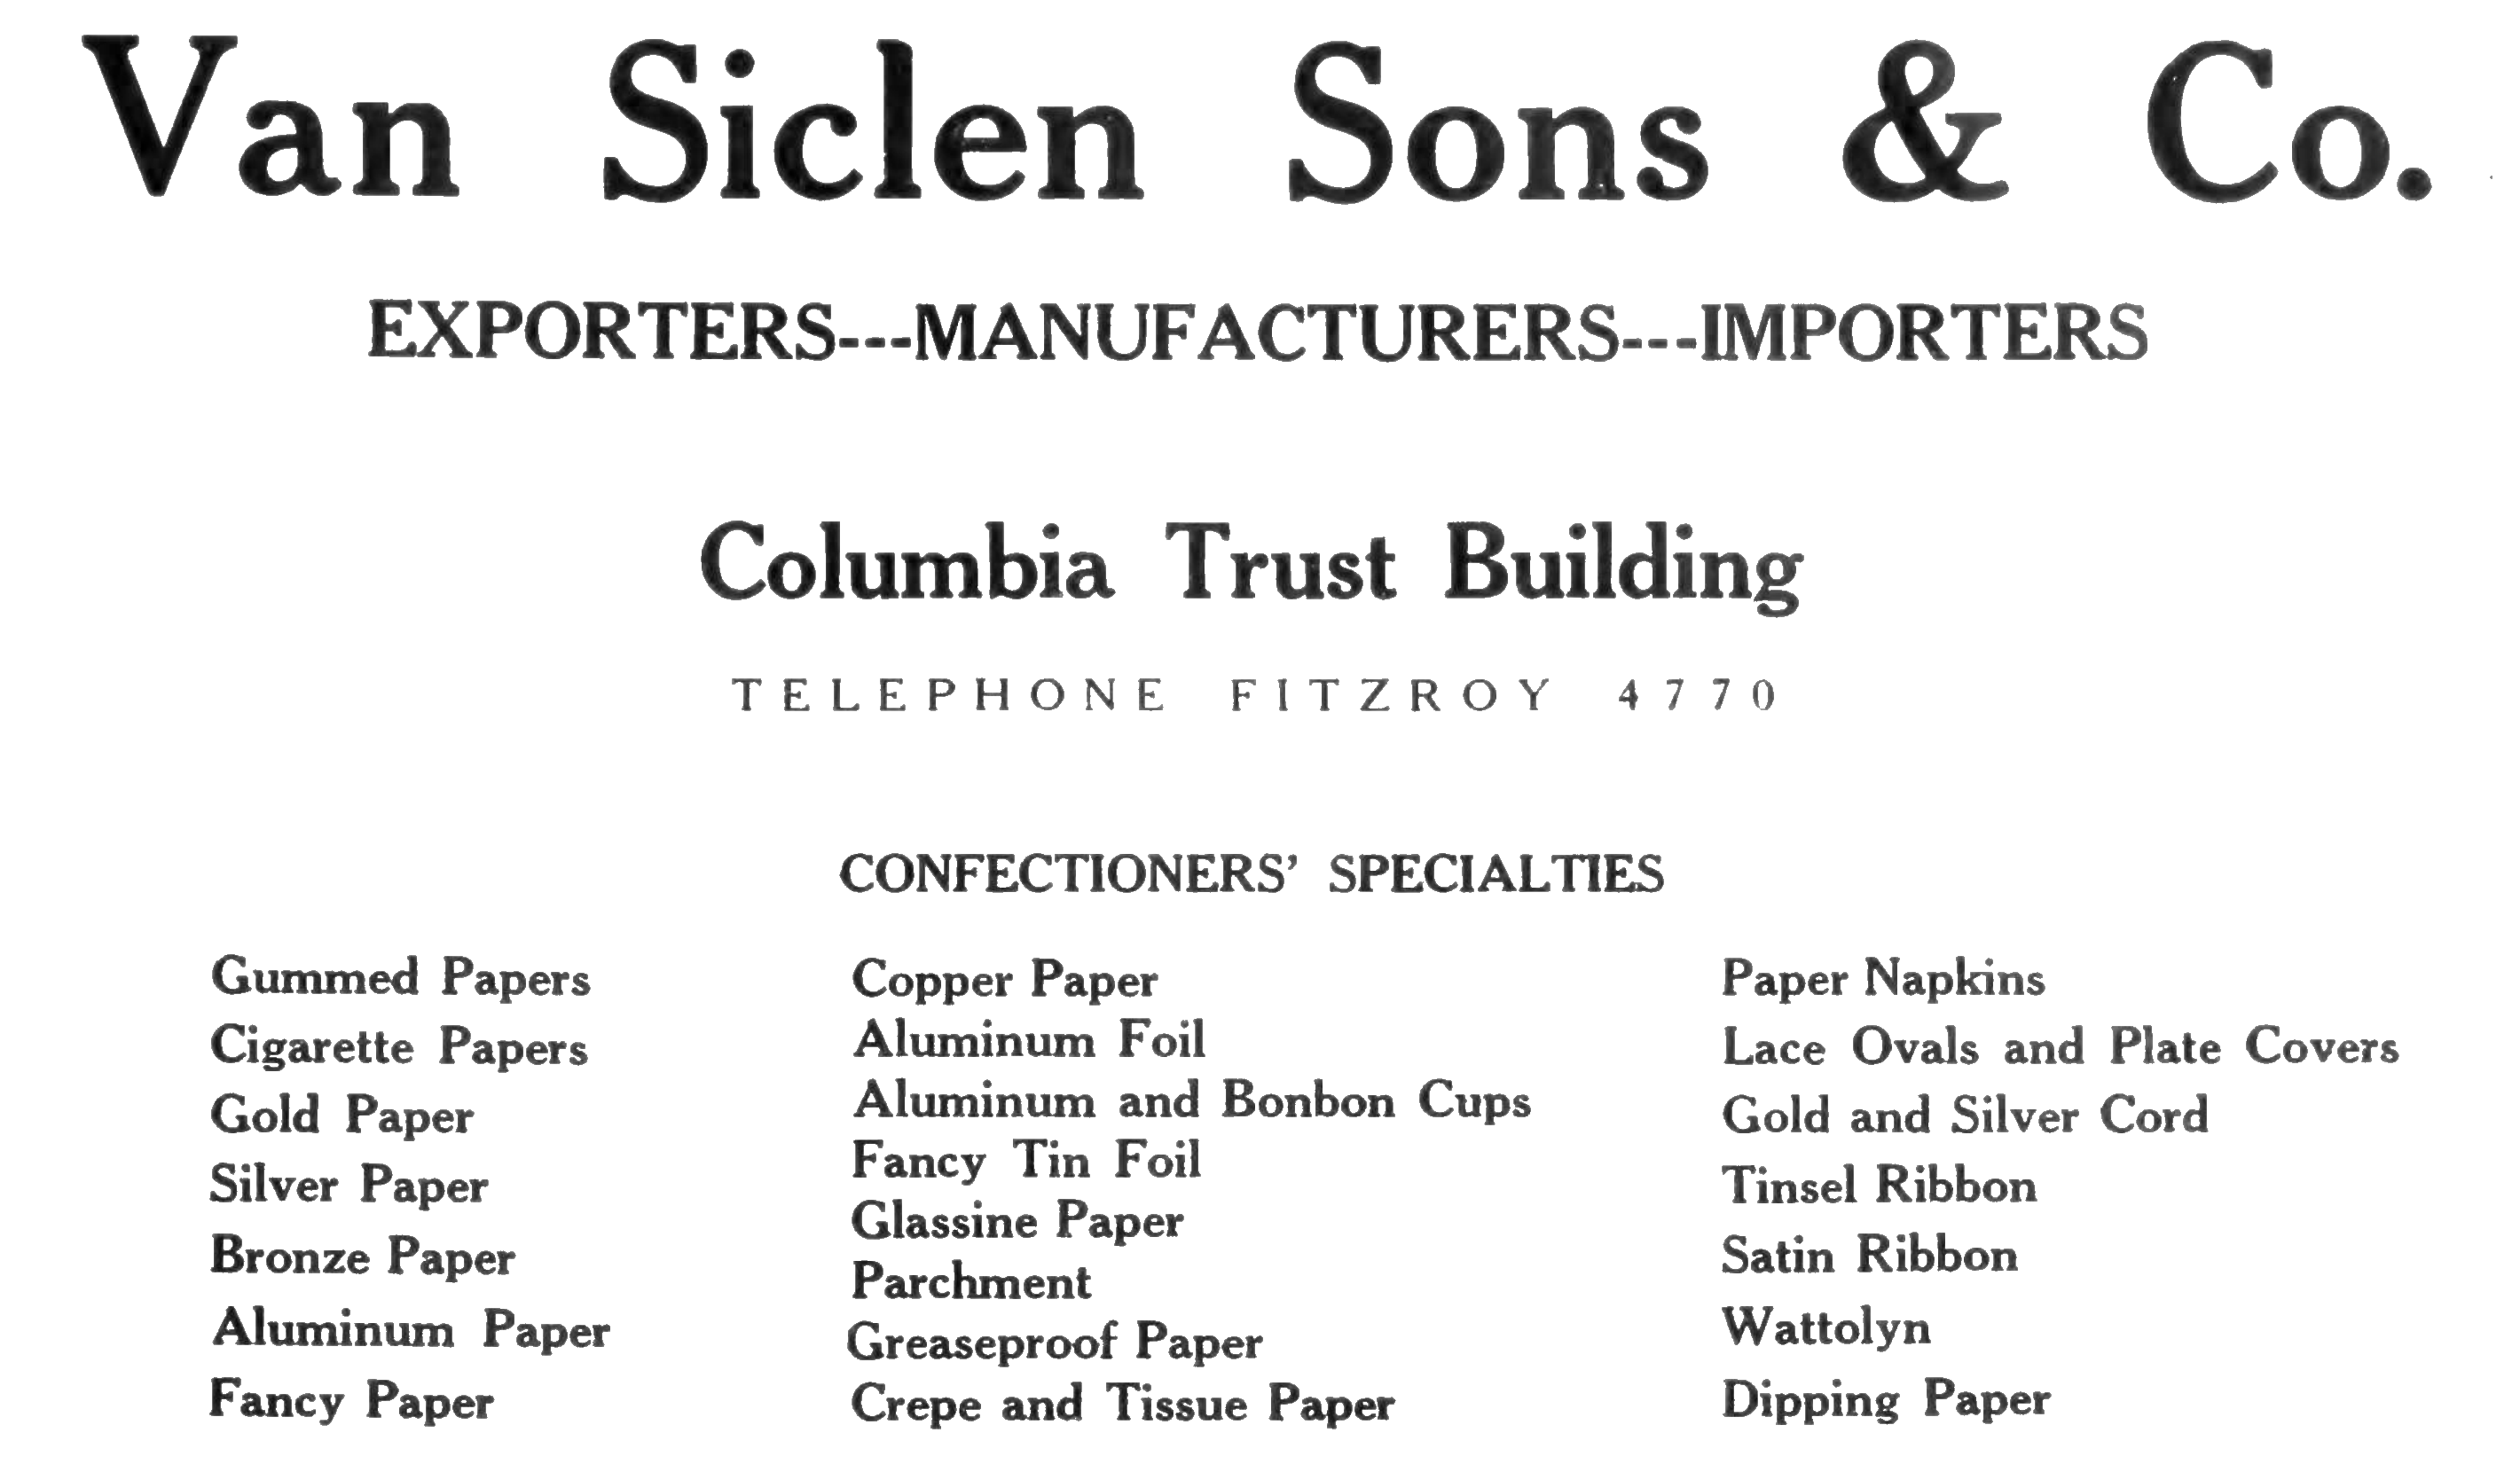 Van Siclen Sons & Co.
EXPORTERS---MANUFACTURERS---IMPORTERS
Columbia Trust Building
TELEPHONE FITZROY 4770
CONFECTIONERS' SPECIALTIES
Gummed Papers
Cigarette Papers
Gold Paper
Silver Paper
Bronze Paper
Aluminum Paper
Fancy Paper
Copper Paper
Aluminum Foil
Aluminum and Bonbon Cups
Fancy Tin Foil
Glassine Paper
Parchment
Greaseproof Paper
Crepe and Tissue Paper
Paper Napkins
Lace Ovals and Plate Covers
Gold and Silver Cord
Tinsel Ribbon
Satin Ribbon
Wattolyn
Dipping Paper